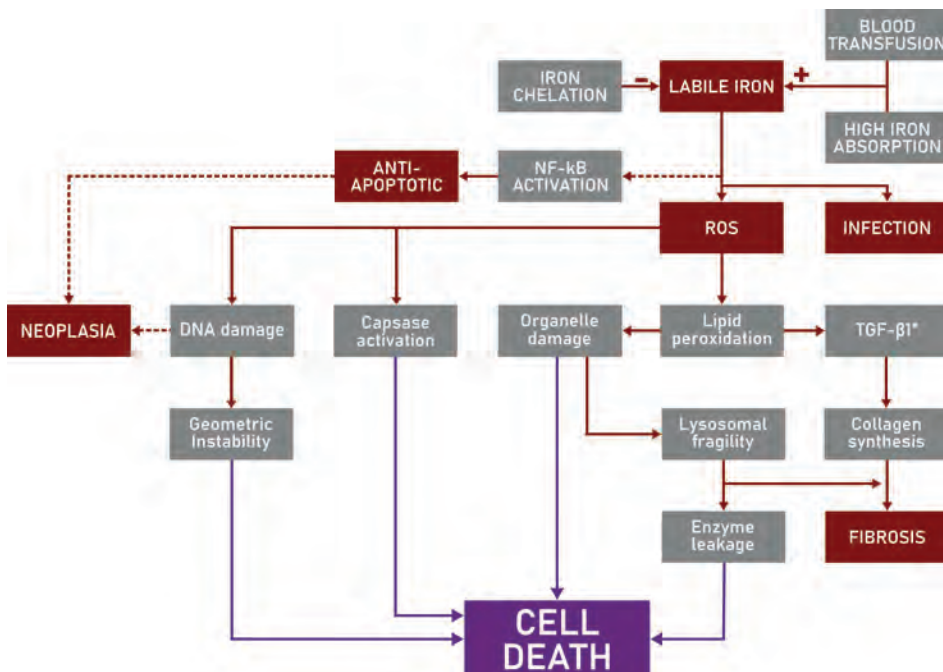 BLOOD
TRANSFUSION
IRON
CHELATION
-
LABILE IRON
+
HIGH IRON
ABSORPTION
ANTI-
APOPTOTIC
NF-kB
ACTIVATION
ROS
INFECTION
NEOPLASIA
DNA damage
Capsase
activation
Organelle
damage
Lipid
peroxidation
TGF-β1*
Geometric
Instability
Lysosomal
fragility
Collagen
synthesis
Enzyme
leakage
FIBROSIS
CELL
DEATH